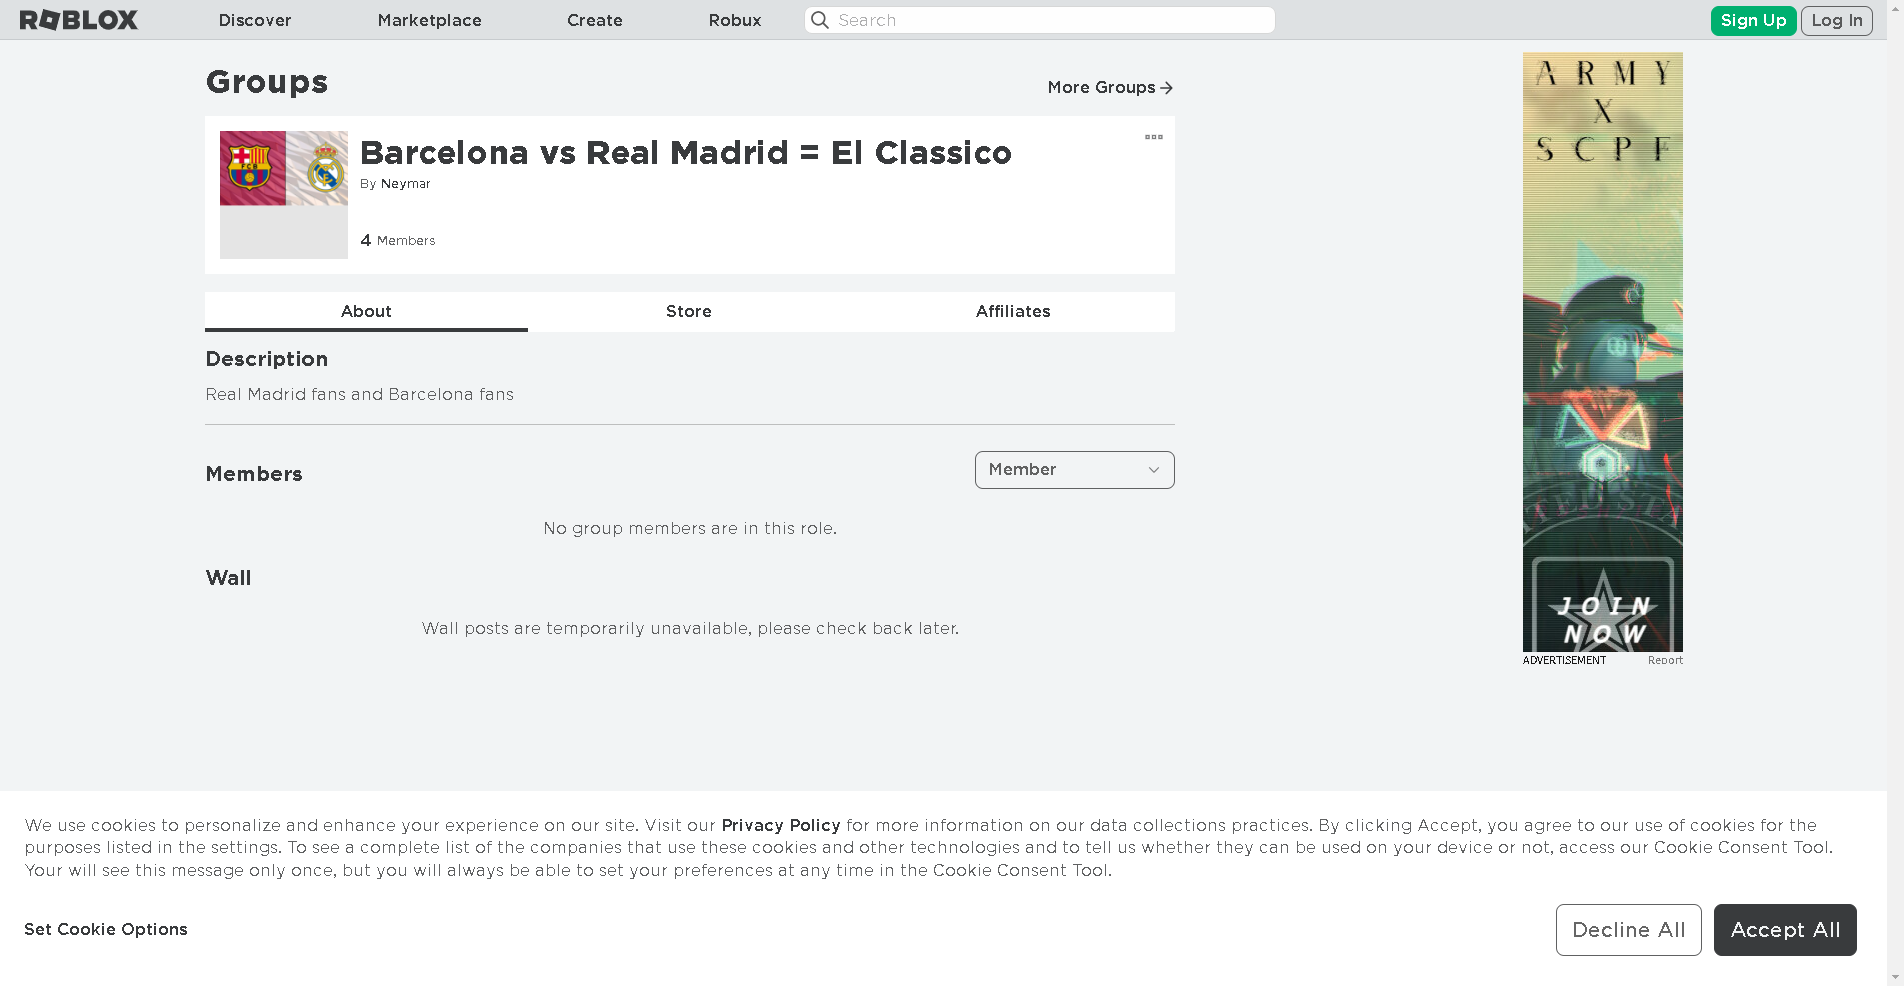 ROBLOX
Discover
Marketplace
Create
Robux
Search
Sign Up
Log In
Groups
More Groups
Barcelona vs Real Madrid = El Classico
By Neymar
4 Members
About
Store
Affiliates
Description
Real Madrid fans and Barcelona fans
Members
Member
No group members are in this role.
Wall
Wall posts are temporarily unavailable, please check back later.
ARMY
X
SCPF
JOIN
NOW
ADVERTISEMENT
Report
We use cookies to personalize and enhance your experience on our site. Visit our Privacy Policy for more information on our data collections practices. By clicking Accept, you agree to our use of cookies for the
purposes listed in the settings. To see a complete list of the companies that use these cookies and other technologies and to tell us whether they can be used on your device or not, access our Cookie Consent Tool.
Your will see this message only once, but you will always be able to set your preferences at any time in the Cookie Consent Tool.
Set Cookie Options
Decline All
Accept All